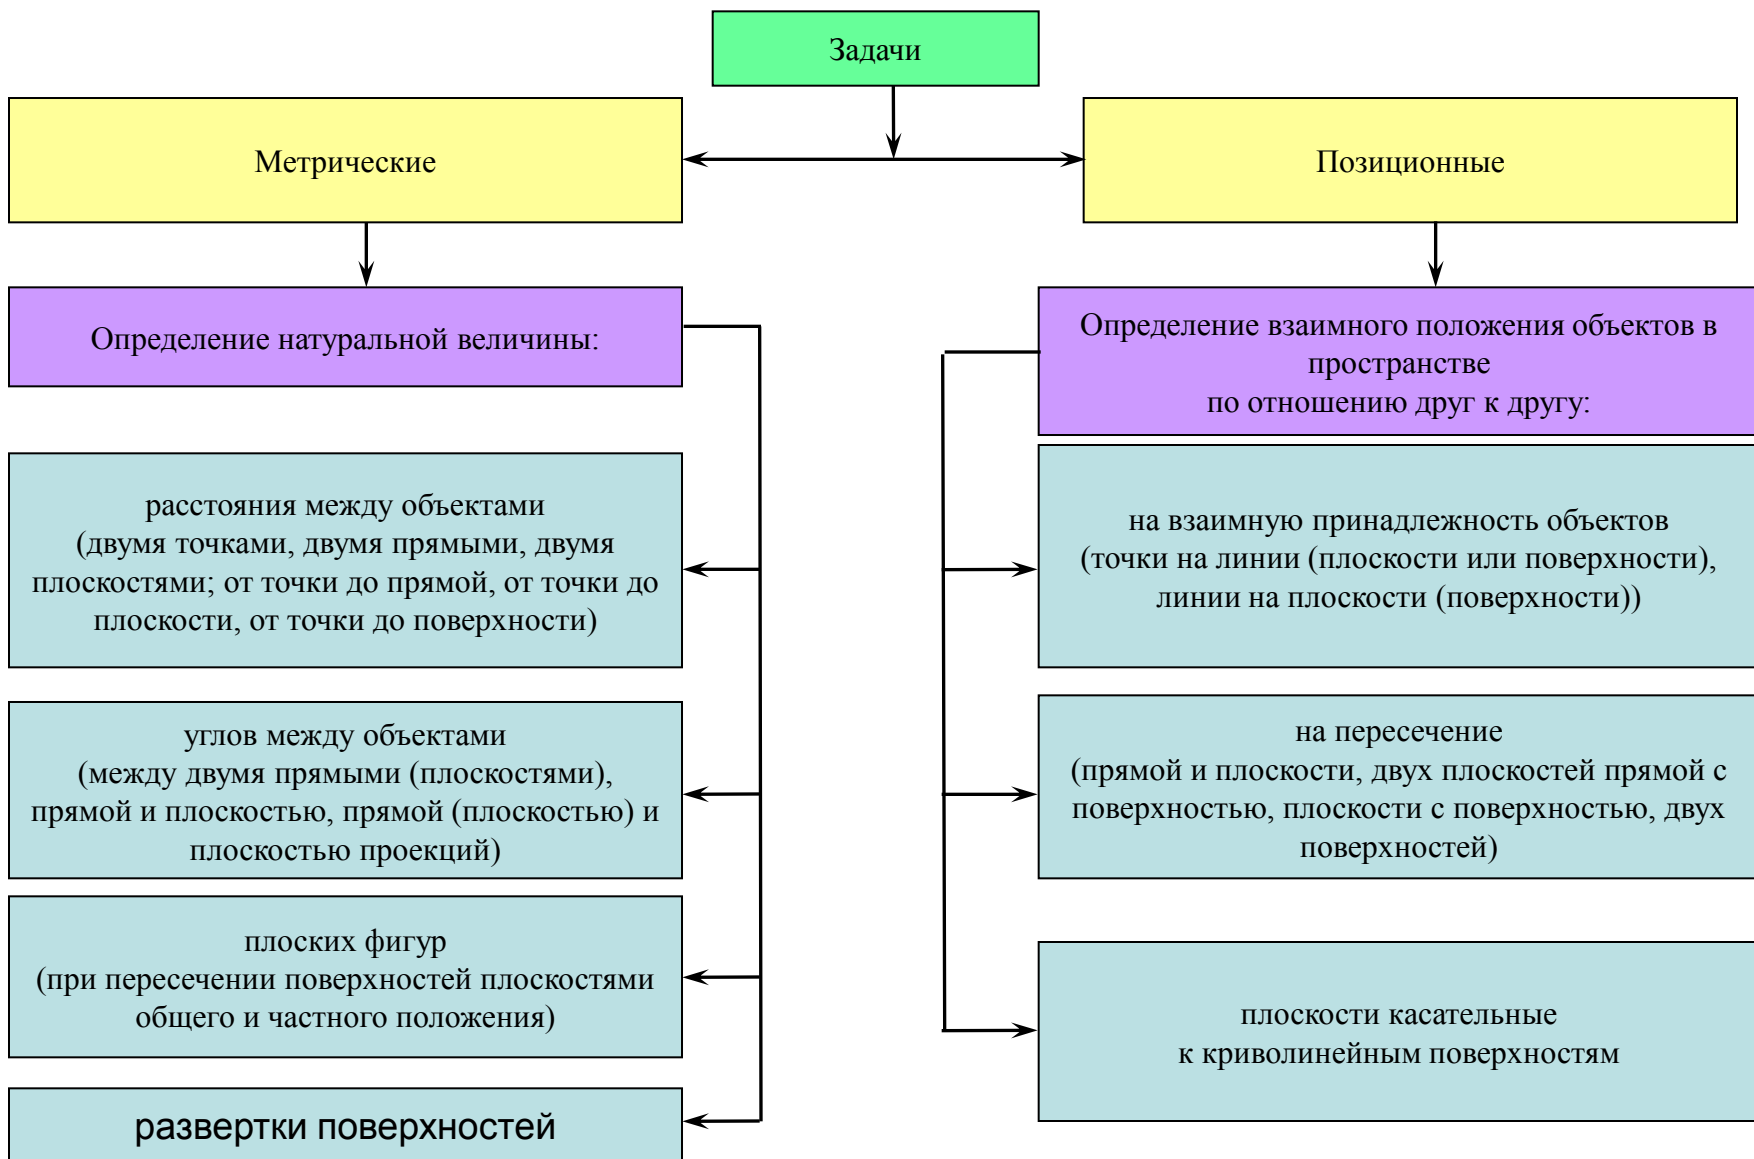 Задачи
Метрические
Позиционные
Определение натуральной величины:
Определение взаимного положения объектов в
пространстве
по отношению друг к другу:
расстояния между объектами
(двумя точками, двумя прямыми, двумя
плоскостями; от точки до прямой, от точки до
плоскости, от точки до поверхности)
на взаимную принадлежность объектов
(точки на линии (плоскости или поверхности),
линии на плоскости (поверхности))
углов между объектами
(между двумя прямыми (плоскостями),
прямой и плоскостью, прямой (плоскостью) и
плоскостью проекций)
на пересечение
(прямой и плоскости, двух плоскостей прямой с
поверхностью, плоскости с поверхностью, двух
поверхностей)
плоских фигур
(при пересечении поверхностей плоскостями
общего и частного положения)
плоскости касательные
к криволинейным поверхностям
развертки поверхностей